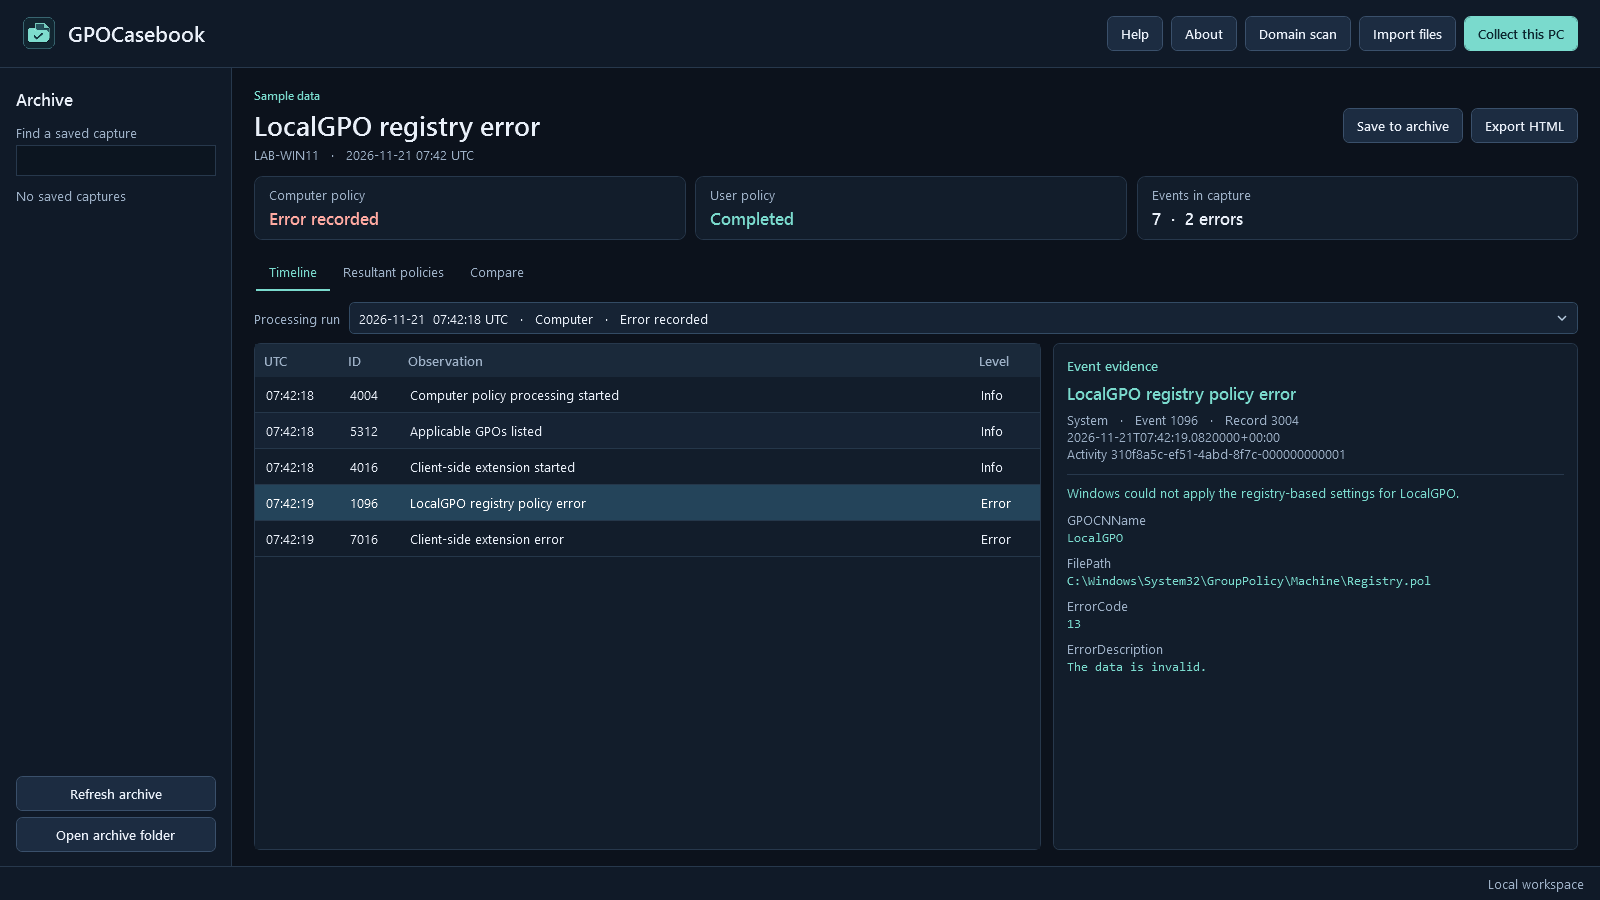 GPOCasebook
Help
About
Domain scan
Import files
Collect this PC
Archive
Find a saved capture
No saved captures
Refresh archive
Open archive folder
Sample data
LocalGPO registry error
LAB-WIN11 · 2026-11-21 07:42 UTC
Save to archive
Export HTML
Computer policy
Error recorded
User policy
Completed
Events in capture
7 · 2 errors
Timeline
Resultant policies
Compare
Processing run
2026-11-21 07:42:18 UTC · Computer · Error recorded
UTC ID Observation Level
07:42:18 4004 Computer policy processing started Info
07:42:18 5312 Applicable GPOs listed Info
07:42:18 4016 Client-side extension started Info
07:42:19 1096 LocalGPO registry policy error Error
07:42:19 7016 Client-side extension error Error
Event evidence
LocalGPO registry policy error
System · Event 1096 · Record 3004
2026-11-21T07:42:19.0820000+00:00
Activity 310f8a5c-ef51-4abd-8f7c-000000000001
Windows could not apply the registry-based settings for LocalGPO.
GPOCNName
LocalGPO
FilePath
C:\Windows\System32\GroupPolicy\Machine\Registry.pol
ErrorCode
13
ErrorDescription
The data is invalid.
Local workspace